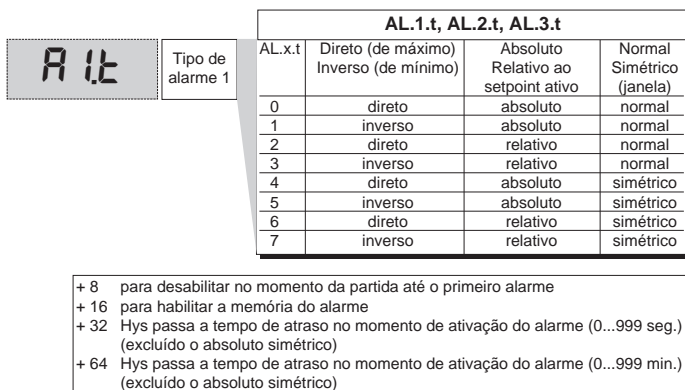 AL.1.t, AL.2.t, AL.3.t
A1.t
Tipo de
alarme 1
AL.x.t Direto (de máximo) Absoluto Normal
Inverso (de mínimo) Relativo ao Simétrico
setpoint ativo (janela)
0 direto absoluto normal
1 inverso absoluto normal
2 direto relativo normal
3 inverso relativo normal
4 direto absoluto simétrico
5 inverso absoluto simétrico
6 direto relativo simétrico
7 inverso relativo simétrico
+ 8 para desabilitar no momento da partida até o primeiro alarme
+ 16 para habilitar a memória do alarme
+ 32 Hys passa a tempo de atraso no momento de ativação do alarme (0...999 seg.)
(excluído o absoluto simétrico)
+ 64 Hys passa a tempo de atraso no momento de ativação do alarme (0...999 min.)
(excluído o absoluto simétrico)